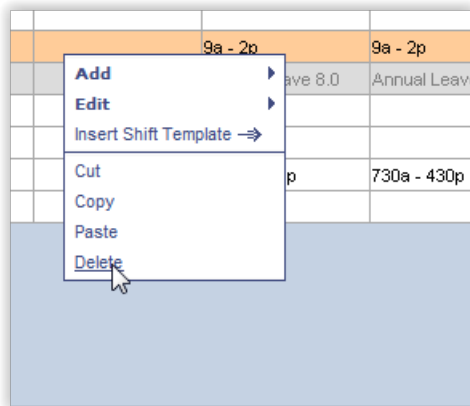 9a - 2p 9a - 2p
Add
ave 8.0 Annual Leav
Edit
Insert Shift Template
Cut
p 730a - 430p
Copy
Paste
Delete